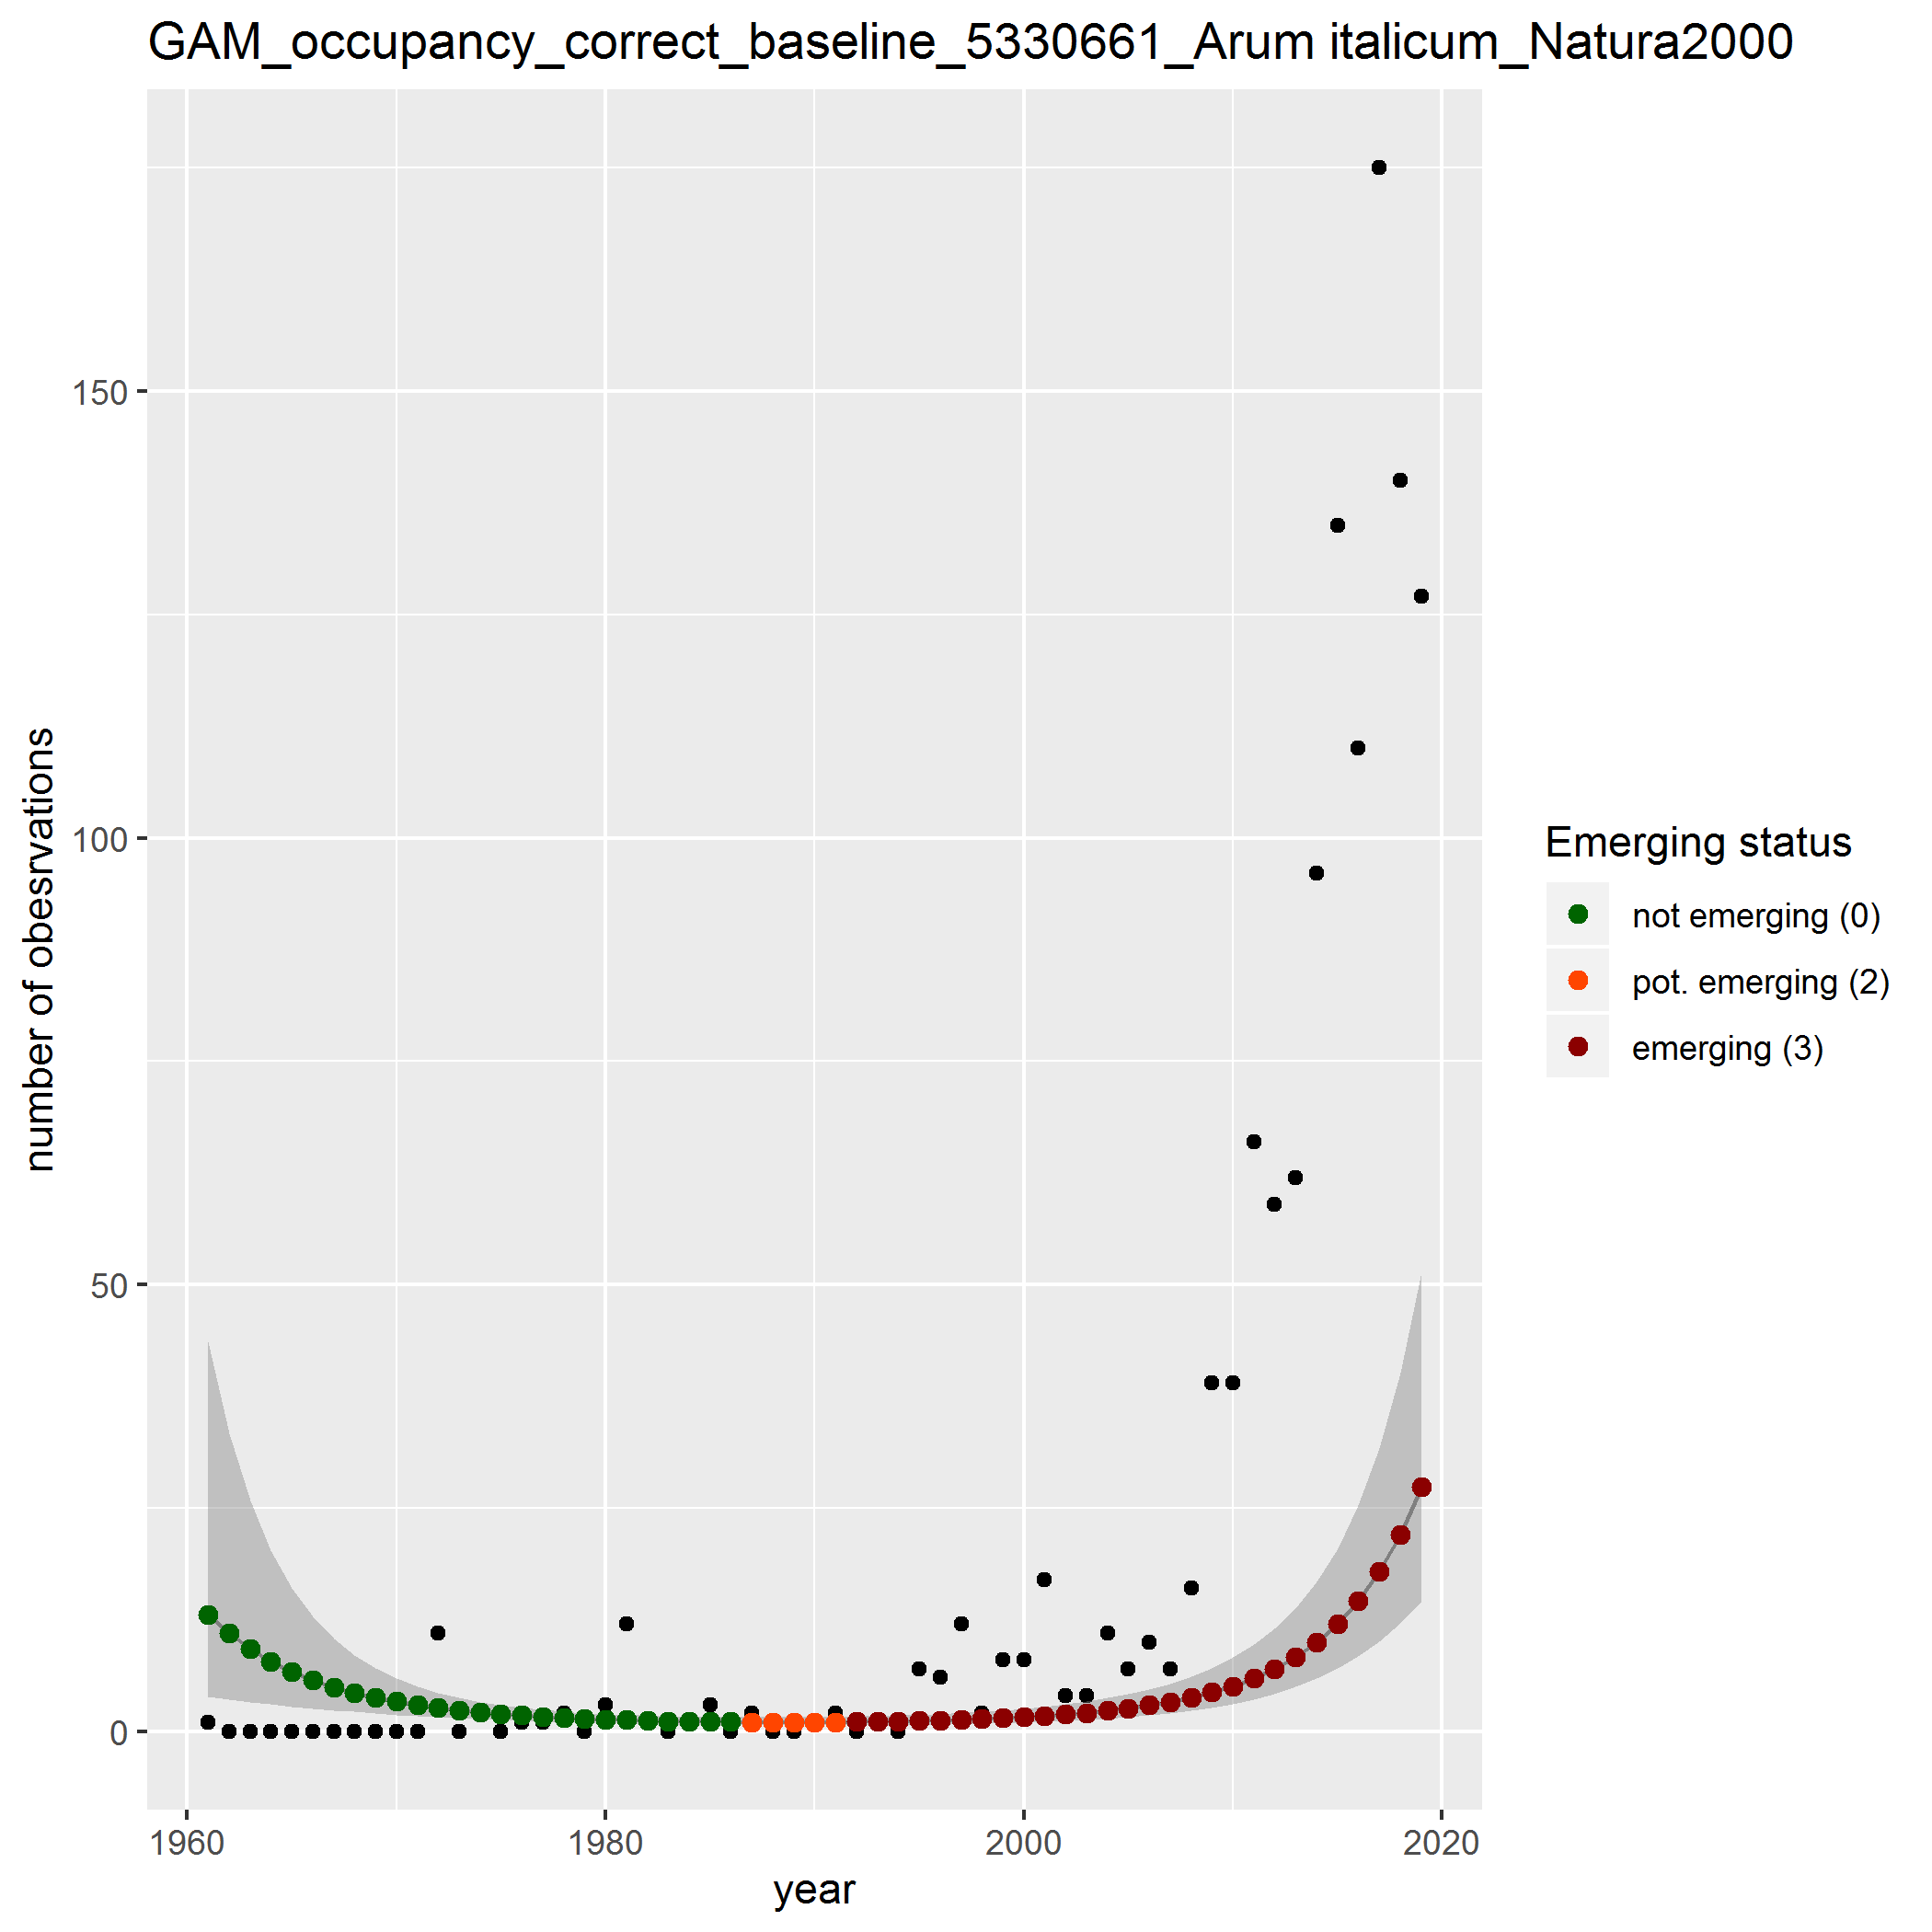 GAM_occupancy_correct_baseline_5330661_Arum italicum_Natura2000
number of obesrvations
150
100
50
0
1960
1980
2000
2020
year
Emerging status
not emerging (0)
pot. emerging (2)
emerging (3)